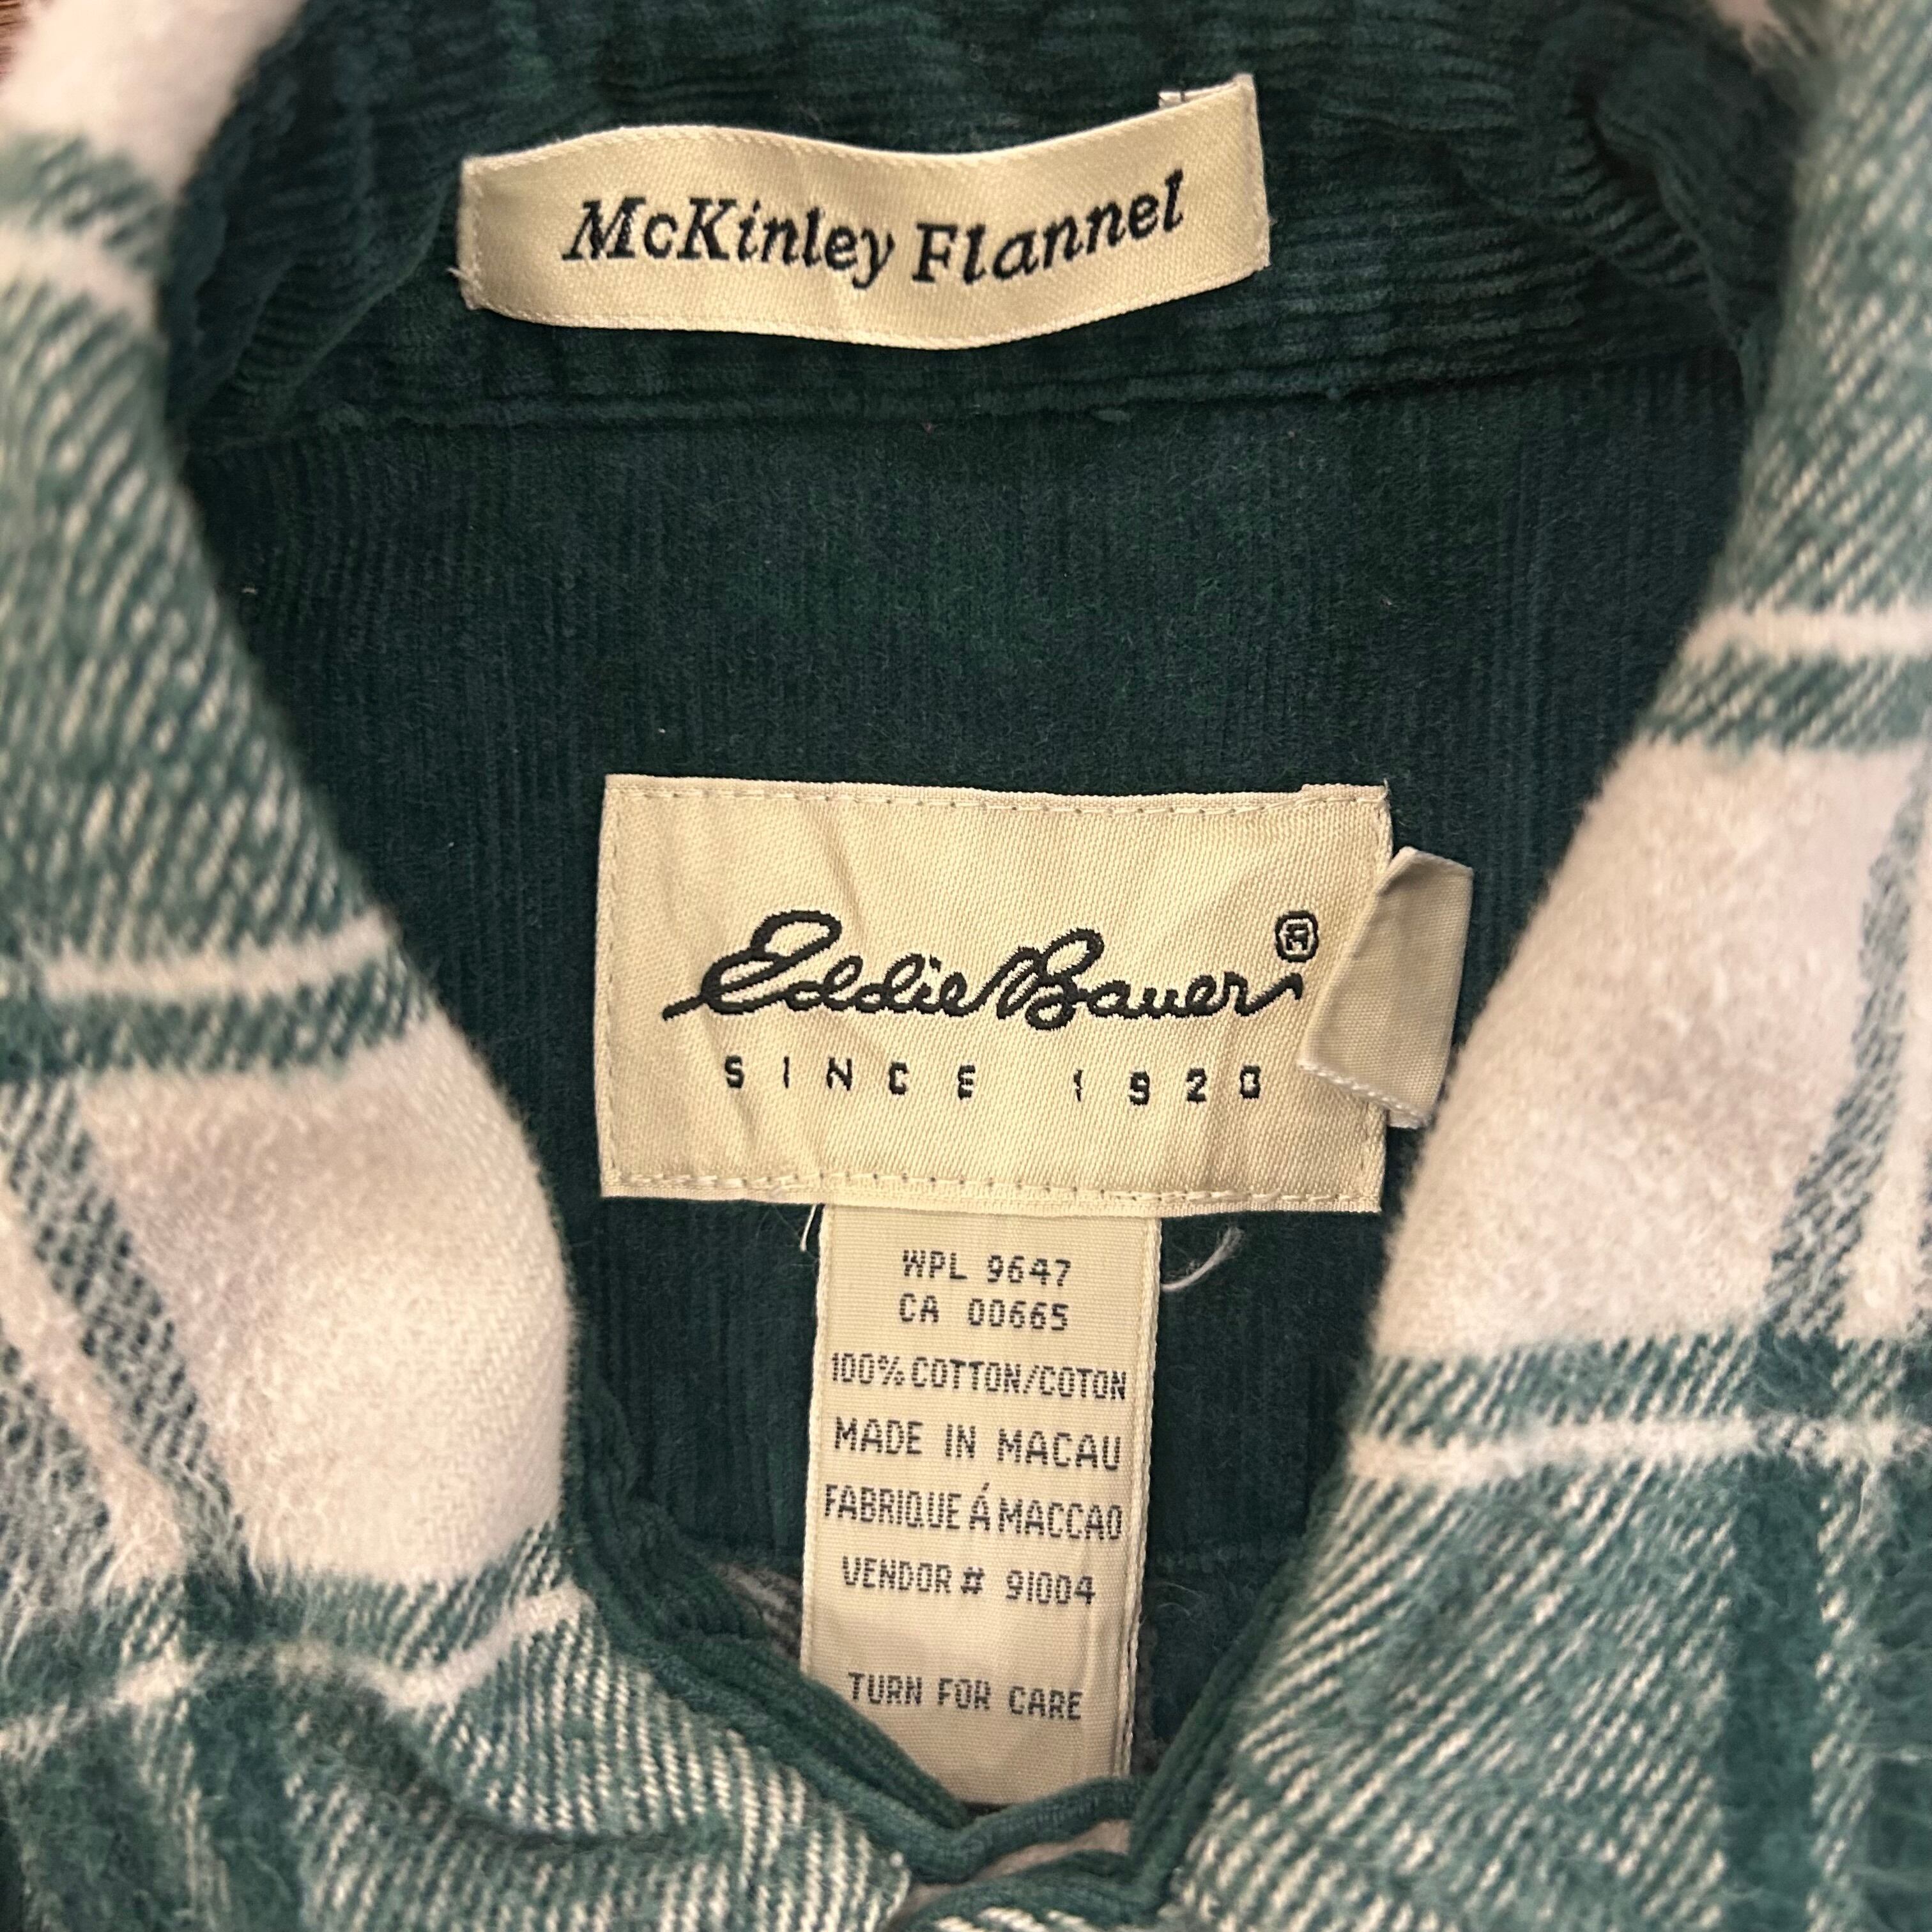 McKinley Flannel
Eddie Bauer®
SINCE 1920
WPL 9647
CA 00665
100% COTTON/COTON
MADE IN MACAU
FABRIQUE Á MACCAO
VENDOR # 91004
TURN FOR CARE